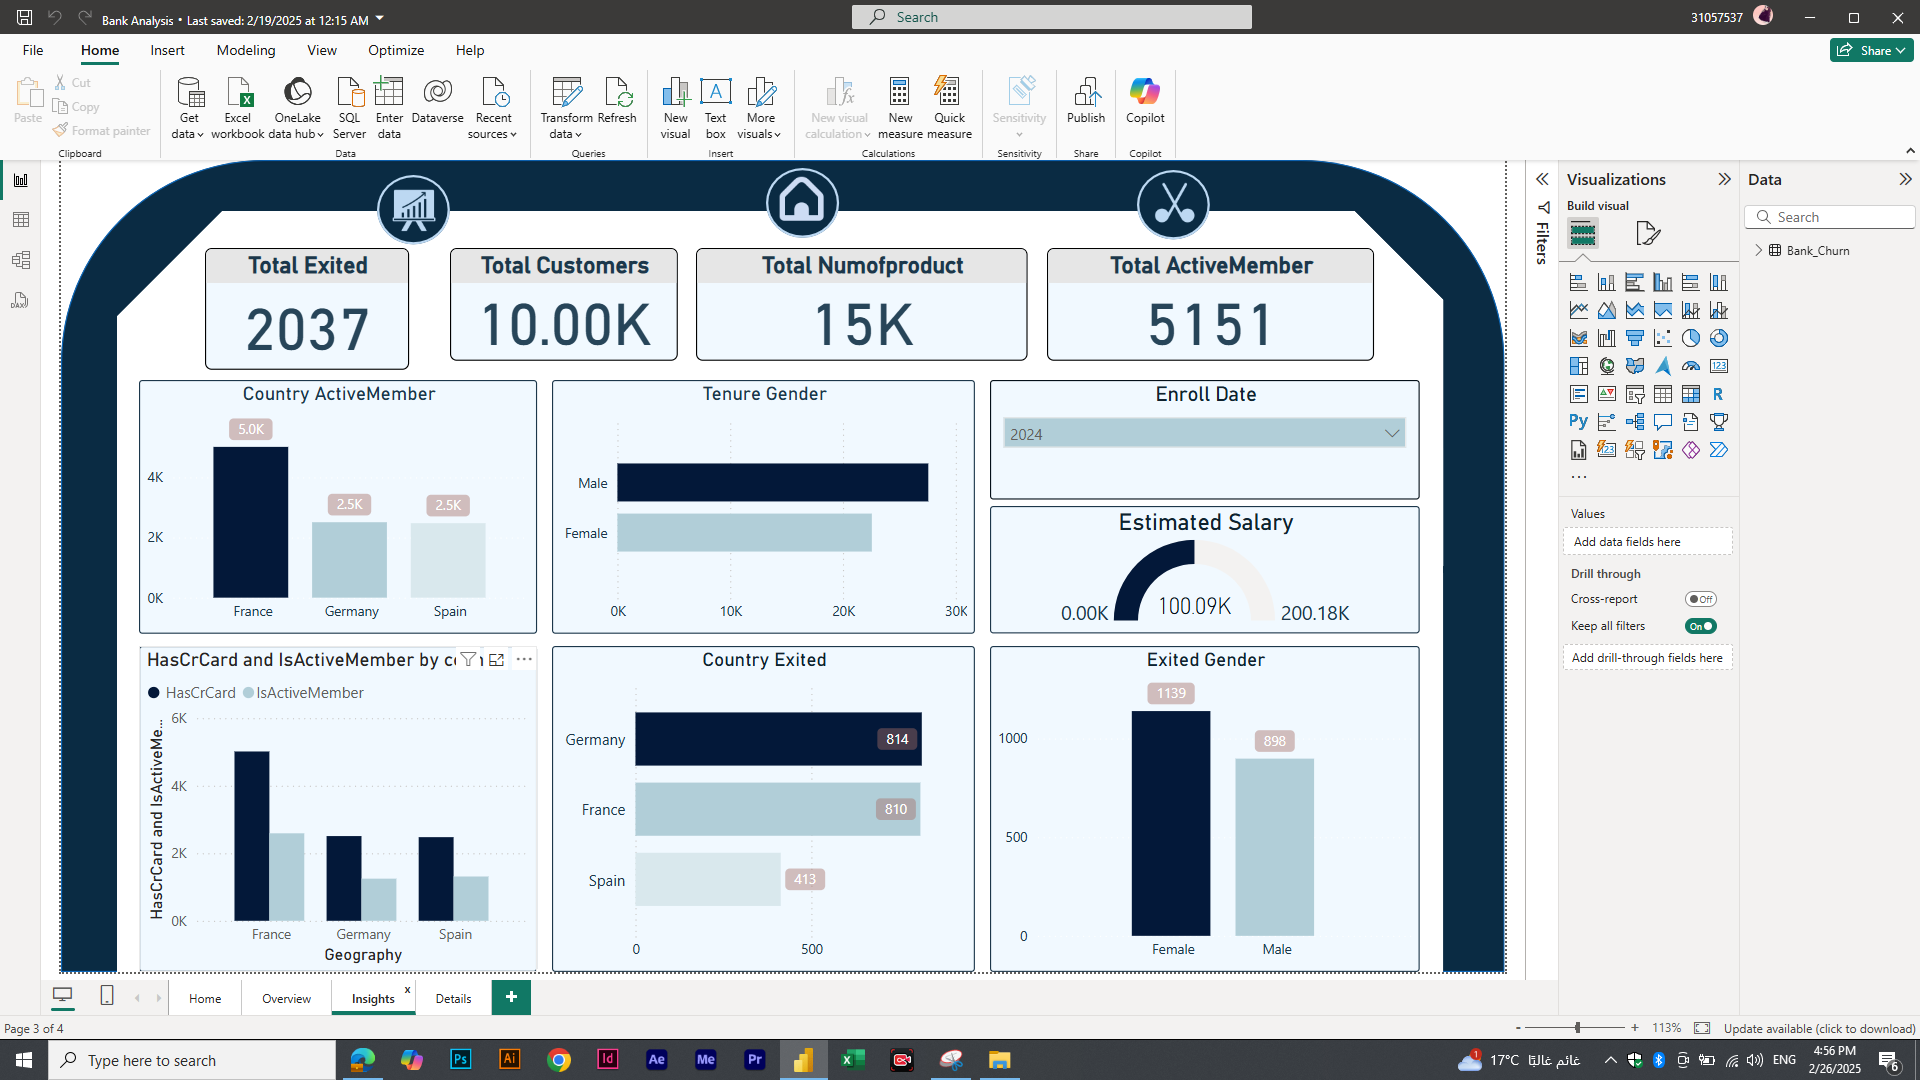 Bank Analysis • Last saved: 2/19/2025 at 12:15 AM
Search
31057537
File
Home
Insert
Modeling
View
Optimize
Help
Share
Paste
Cut
Copy
Format painter
Clipboard
Get data
Excel workbook
OneLake data hub
SQL Server
Enter data
Dataverse
Recent sources
Data
Transform data
Refresh
Queries
New visual
Text box
More visuals
Insert
New visual calculation
New measure
Quick measure
Calculations
Sensitivity
Sensitivity
Publish
Share
Copilot
Copilot
Total Exited
2037
Total Customers
10.00K
Total Numofproduct
15K
Total ActiveMember
5151
Country ActiveMember
5.0K
2.5K
2.5K
4K
2K
0K
France
Germany
Spain
Tenure Gender
Male
Female
0K
10K
20K
30K
Enroll Date
2024
Estimated Salary
0.00K
100.09K
200.18K
HasCrCard and IsActiveMember by
HasCrCard
IsActiveMember
HasCrCard and IsActiveMe...
6K
4K
2K
0K
France
Germany
Spain
Geography
Country Exited
Germany
814
France
810
Spain
413
0
500
Exited Gender
1139
898
1000
500
0
Female
Male
Filters
Visualizations
Build visual
Values
Add data fields here
Drill through
Cross-report
Off
Keep all filters
On
Add drill-through fields here
Data
Search
Bank_Churn
Home
Overview
Insights
x
Details
+
Page 3 of 4
- + 113%
Update available (click to download)
Type here to search
17°C غائم غالبًا
ENG
4:56 PM
2/26/2025
6